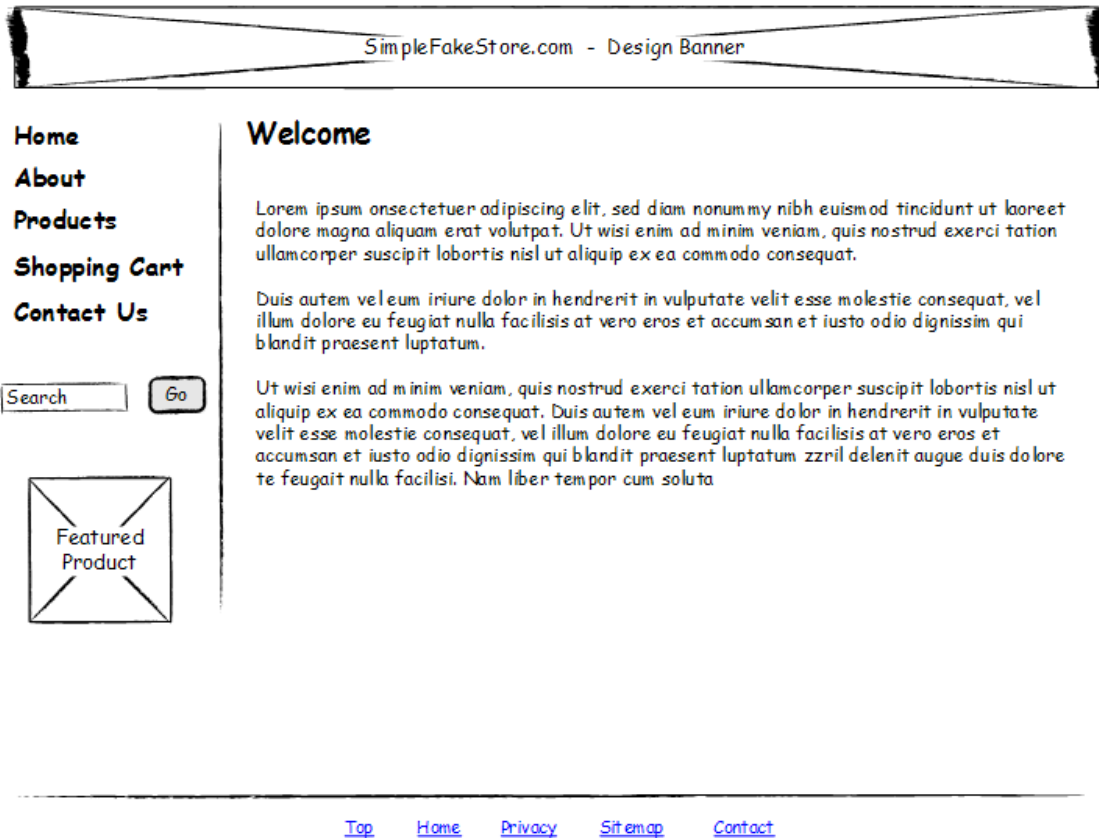 SimpleFakeStore.com - Design Banner
Home
About
Products
Shopping Cart
Contact Us
Search
Go
Featured
Product
Welcome
Lorem ipsum onsectetuer adipiscing elit, sed diam nonummy nibh euismod tincidunt ut laoreet
dolore magna aliquam erat volutpat. Ut wisi enim ad minim veniam, quis nostrud exerci tation
ullamcorper suscipit lobortis nisl ut aliquip ex ea commodo consequat.
Duis autem vel eum iriure dolor in hendrerit in vulputate velit esse molestie consequat, vel
illum dolore eu feugiat nulla facilisis at vero eros et accumsan et iusto odio dignissim qui
blandit praesent luptatum.
Ut wisi enim ad minim veniam, quis nostrud exerci tation ullamcorper suscipit lobortis nisl ut
aliquip ex ea commodo consequat. Duis autem vel eum iriure dolor in hendrerit in vulputate
velit esse molestie consequat, vel illum dolore eu feugiat nulla facilisis at vero eros et
accumsan et iusto odio dignissim qui blandit praesent luptatum zzril delenit augue duis dolore
te feugait nulla facilisi. Nam liber tempor cum soluta
Top Home Privacy Sitemap Contact